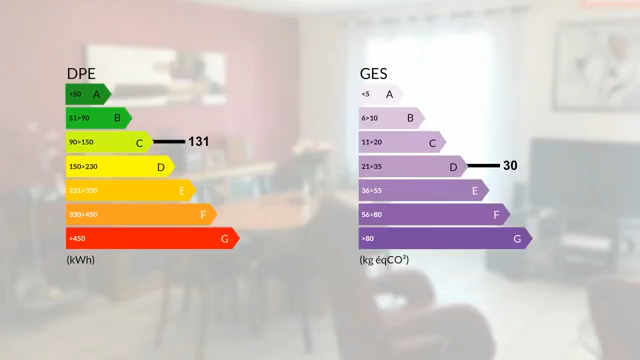 DPE
<50 A
51>90 B
90>150 C 131
150>230 D
231>330 E
330>450 F
>450 G
(kWh)
GES
<5 A
6>10 B
11>20 C
21>35 D 30
36>55 E
56>80 F
>80 G
(kg éqCO²)